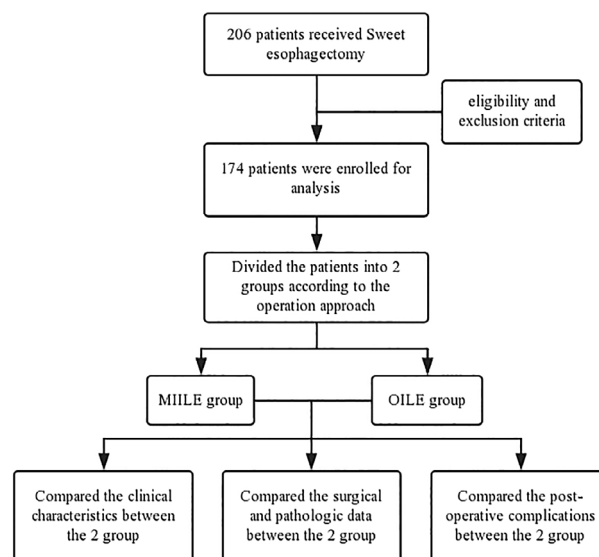 206 patients received Sweet
esophagectomy
eligibility and
exclusion criteria
174 patients were enrolled for
analysis
Divided the patients into 2
groups according to the
operation approach
MIILE group
OILE group
Compared the clinical
characteristics between
the 2 group
Compared the surgical
and pathologic data
between the 2 group
Compared the post-
operative complications
between the 2 group